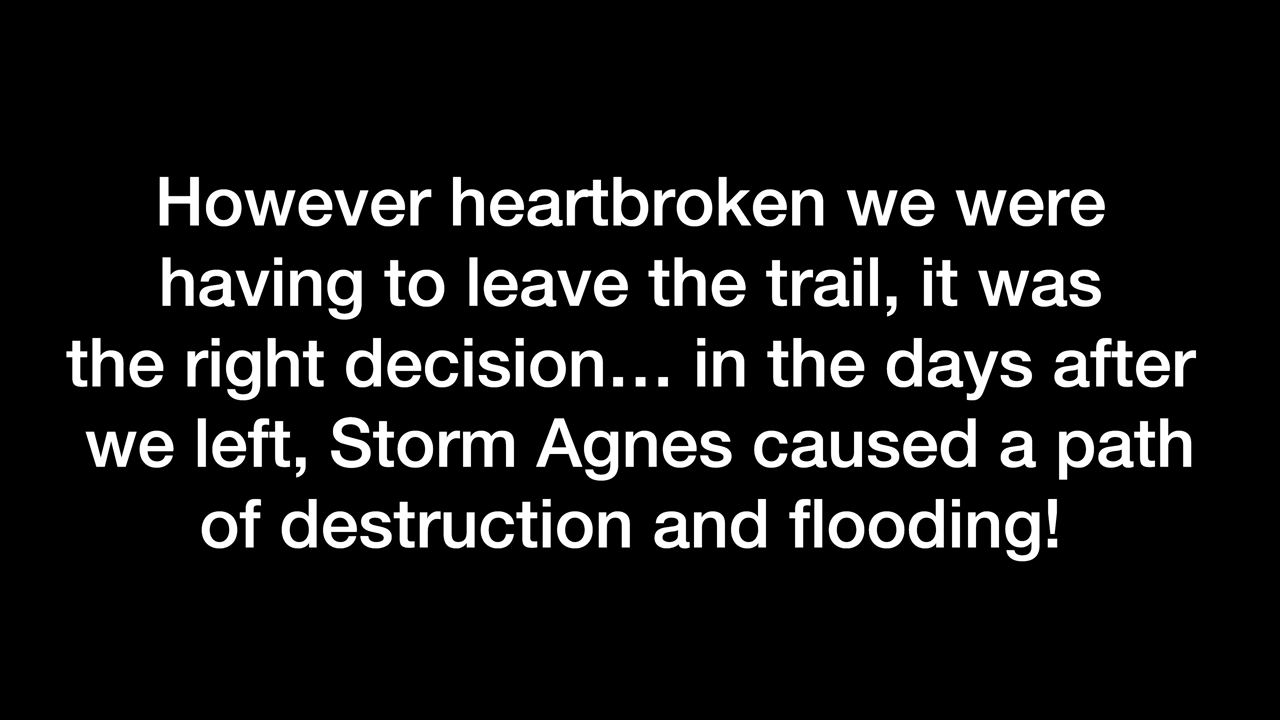 However heartbroken we were
having to leave the trail, it was
the right decision… in the days after
we left, Storm Agnes caused a path
of destruction and flooding!